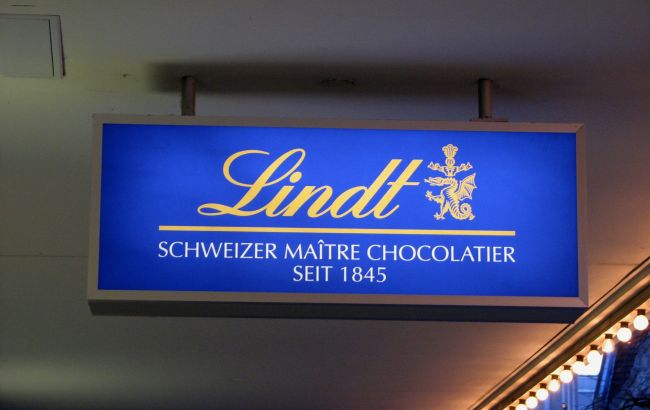 Lindt
SCHWEIZER MAÎTRE CHOCOLATIER
SEIT 1845